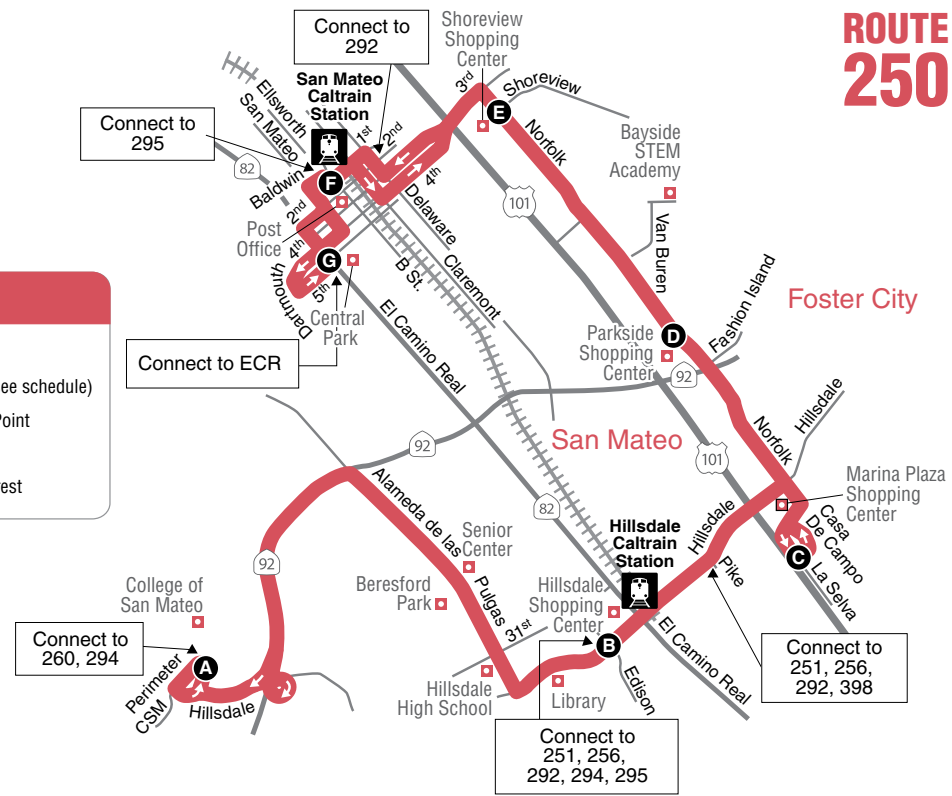 ROUTE
250
Connect to
292
Shoreview
Shopping
Center
San Mateo
Caltrain
Station
Ellsworth
San Mateo
Connect to
295
82
Baldwin
1st
2nd
3rd
4th
Shoreview
E
Norfolk
Bayside
STEM
Academy
101
F
2nd
Post
Office
4th
G
5th
Dartmouth
Central
Park
Delaware
Claremont
B St.
Van Buren
Fashion Island
Foster City
El Camino Real
Connect to ECR
Parkside
Shopping
Center
D
92
ee schedule)
Point
est
San Mateo
101
Norfolk
Hillsdale
92
Alameda de las
Pulgas
82
Marina Plaza
Shopping
Center
Casa
De Campo
C
La Selva
Hillsdale
Pike
Hillsdale
Caltrain
Station
Senior
Center
92
College of
San Mateo
Beresford
Park
Hillsdale
Shopping
Center
31st
B
El Camino Real
Connect to
260, 294
A
Perimeter
CSM
Hillsdale
Hillsdale
High School
Library
Edison
Connect to
251, 256,
292, 398
Connect to
251, 256,
292, 294, 295